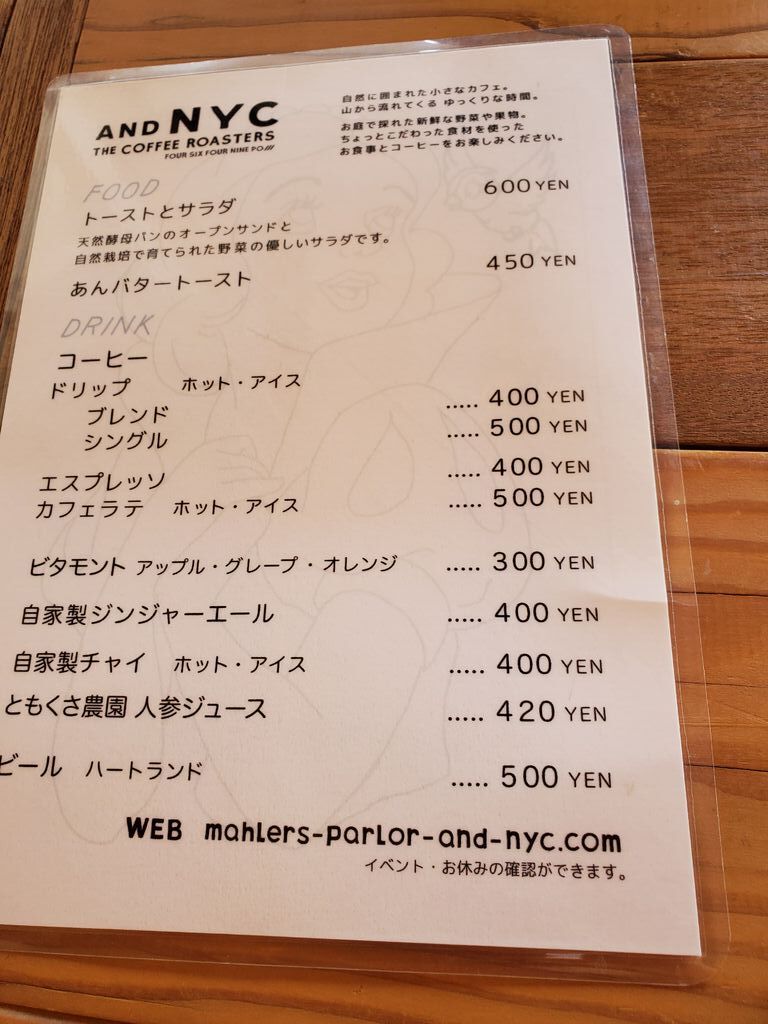 AND NYC
THE COFFEE ROASTERS
FOUR SIX FOUR NINE PO///
自然に囲まれた小さなカフェ。
山から流れてくる ゆっくりな時間。
お庭で採れた新鮮な野菜や果物。
ちょっとこだわった食材を使った
お食事とコーヒーをお楽しみください。
FOOD
トーストとサラダ 600 YEN
天然酵母パンのオープンサンドと
自然栽培で育てられた野菜の優しいサラダです。
あんバタートースト 450 YEN
DRINK
コーヒー
ドリップ ホット・アイス
ブレンド ..... 400 YEN
シングル ..... 500 YEN
エスプレッソ ..... 400 YEN
カフェラテ ホット・アイス ..... 500 YEN
ビタモント アップル・グレープ・オレンジ ..... 300 YEN
自家製ジンジャーエール ..... 400 YEN
自家製チャイ ホット・アイス ..... 400 YEN
ともくさ農園 人参ジュース ..... 420 YEN
ビール ハートランド ..... 500 YEN
WEB mahlers-parlor-and-nyc.com
イベント・お休みの確認ができます。